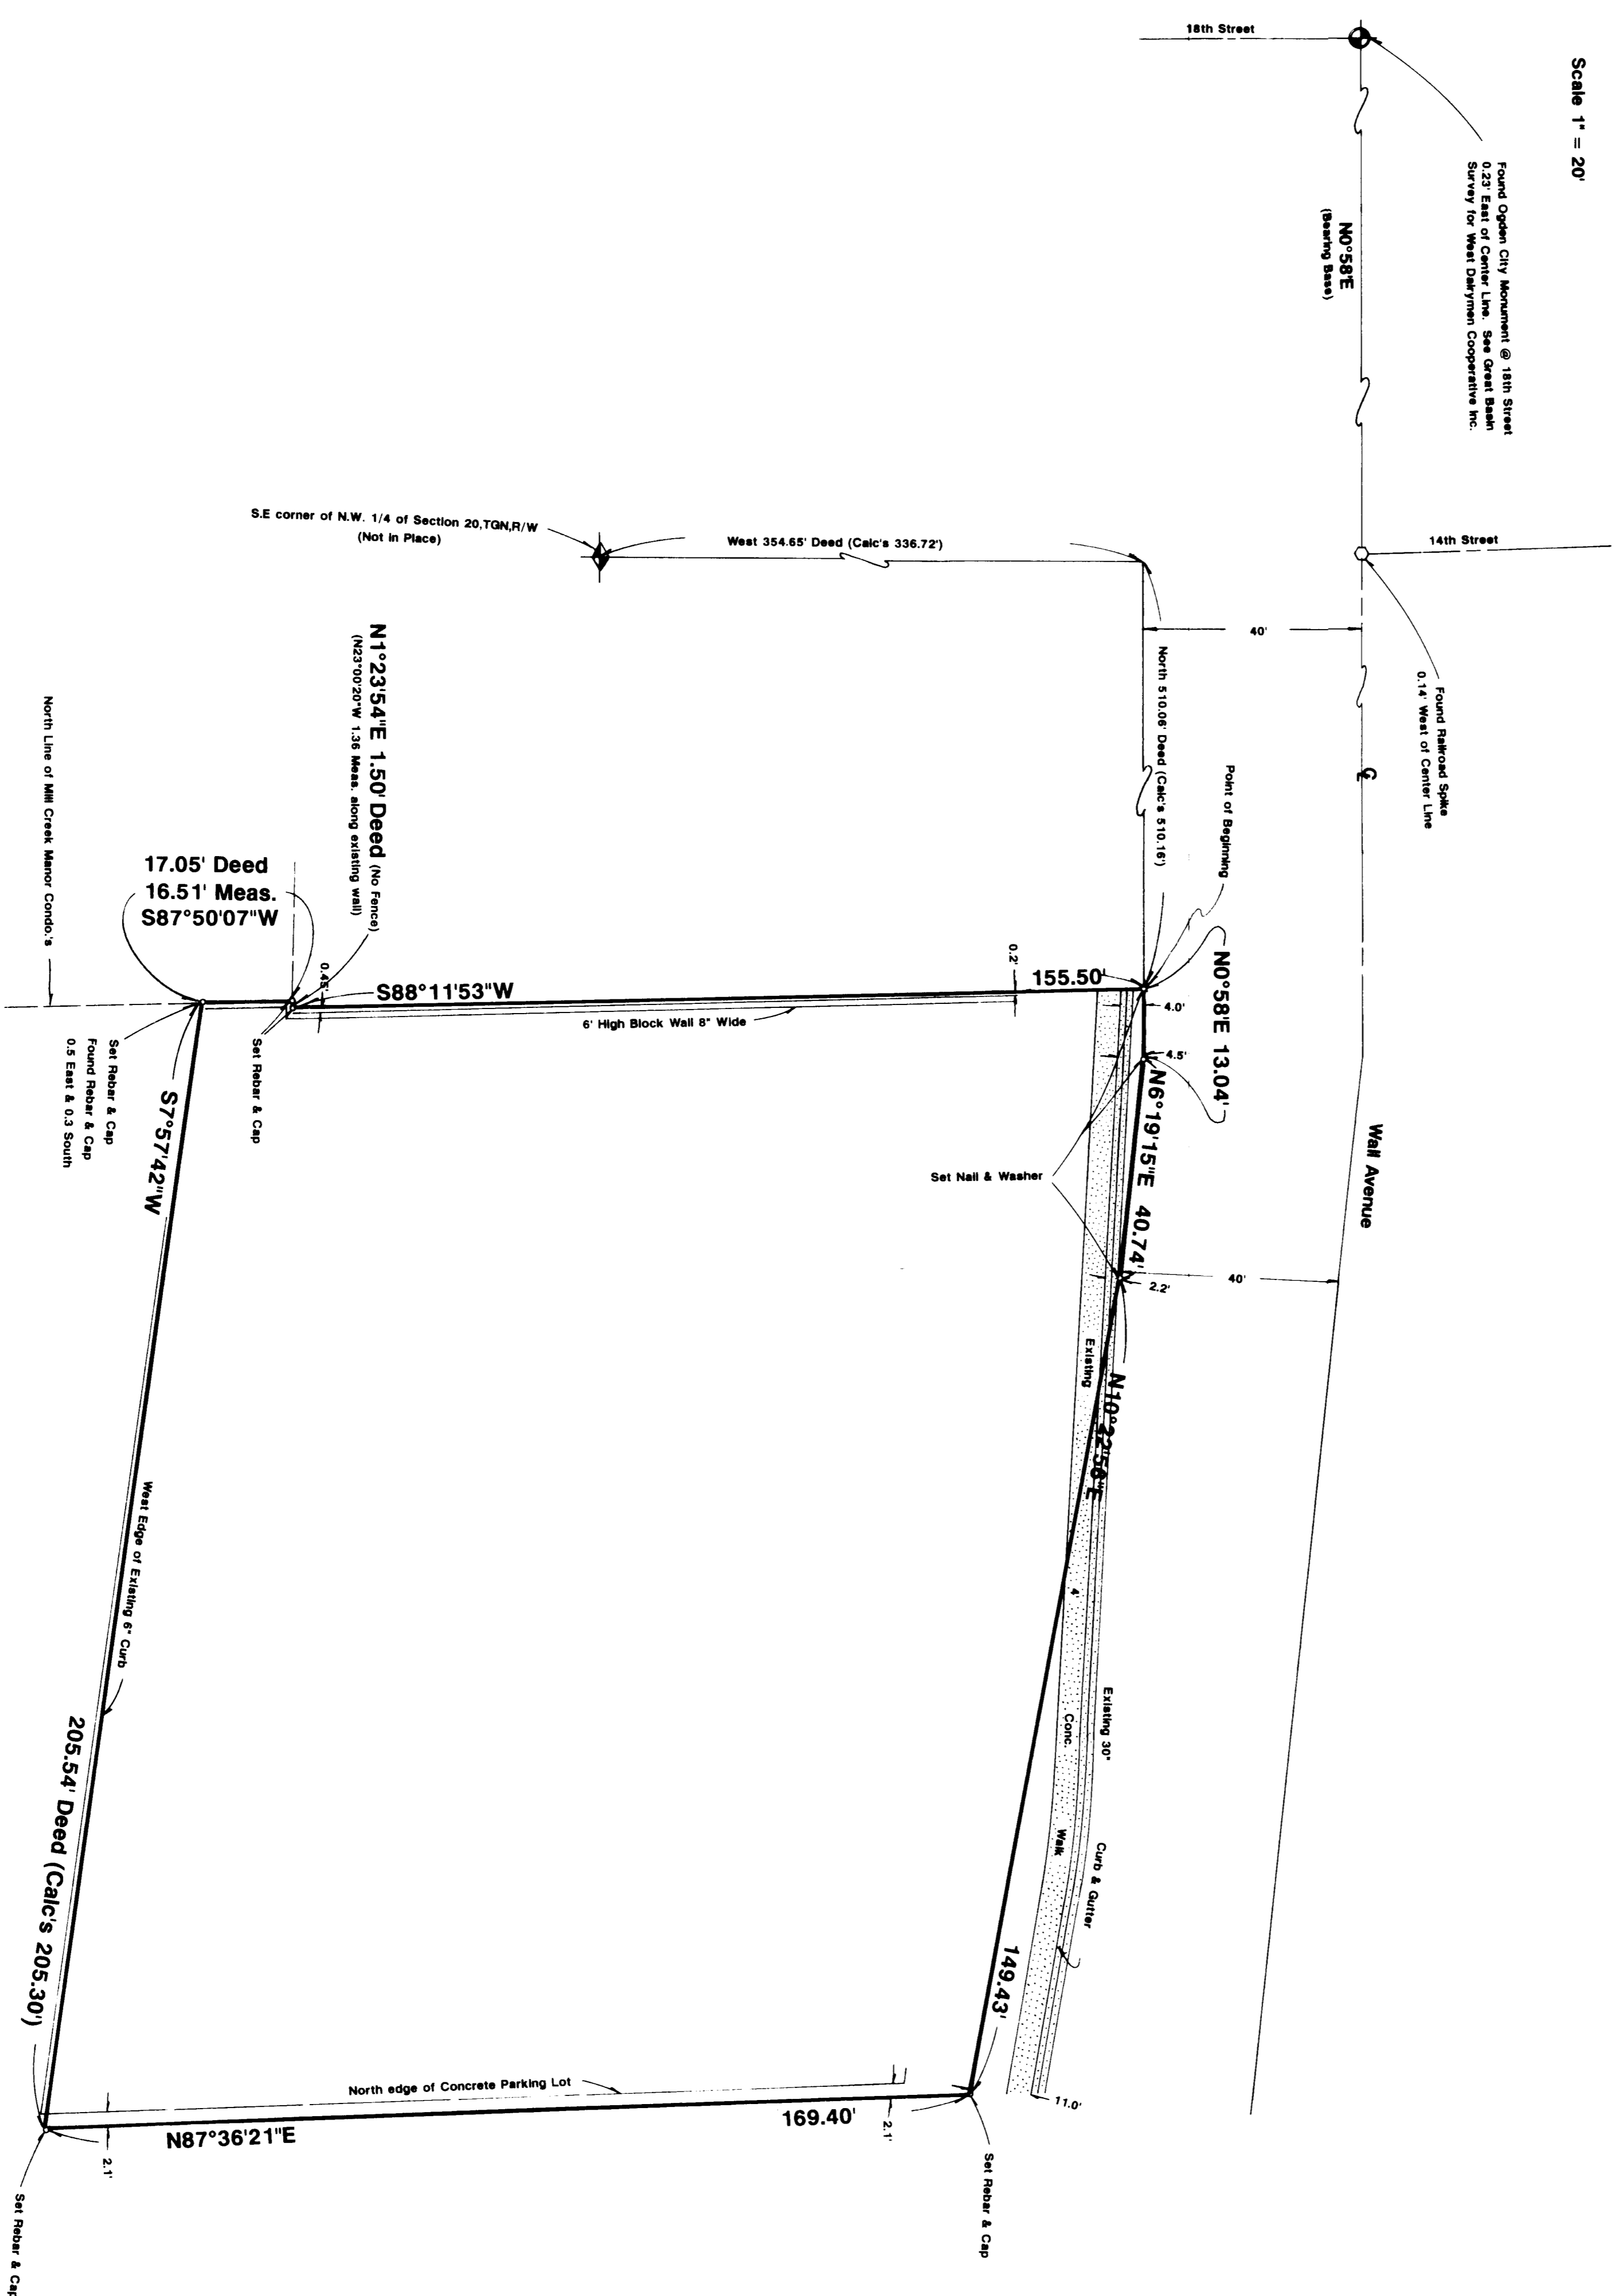 18th Street
Scale 1" = 20'
Found Ogden City Monument @ 18th Street
0.23' East of Center Line. See Great Basin
Survey for West Dairymen Cooperative Inc.
N0°58'E
(Bearing Base)
S.E corner of N.W. 1/4 of Section 20,TGN,R/W
(Not in Place)
West 354.65' Deed (Calc's 336.72')
14th Street
40'
Found Railroad Spike
0.14' West of Center Line
North 510.06' Deed (Calc's 510.16')
Point of Beginning
N1°23'54"E 1.50' Deed (No Fence)
(N23°00'20"W 1.36 Meas. along existing wall)
North Line of Mill Creek Manor Condo.'s
17.05' Deed
16.51' Meas.
S87°50'07"W
0.45'
S88°11'53"W
0.2'
155.50'
6' High Block Wall 8" Wide
N0°58'E 13.04'
4.0'
4.5'
Set Rebar & Cap
Found Rebar & Cap
0.5 East & 0.3 South
Set Rebar & Cap
S7°57'42"W
N6°19'15"E 40.74'
Wall Avenue
Set Nail & Washer
40'
2.2'
Existing
N10°22'56"E
4'
Conc.
Walk
Existing 30"
Curb & Gutter
West Edge of Existing 6" Curb
205.54' Deed (Calc's 205.30')
149.43'
11.0'
North edge of Concrete Parking Lot
N87°36'21"E
169.40'
2.1'
2.1'
Set Rebar & Cap
Set Rebar & Cap